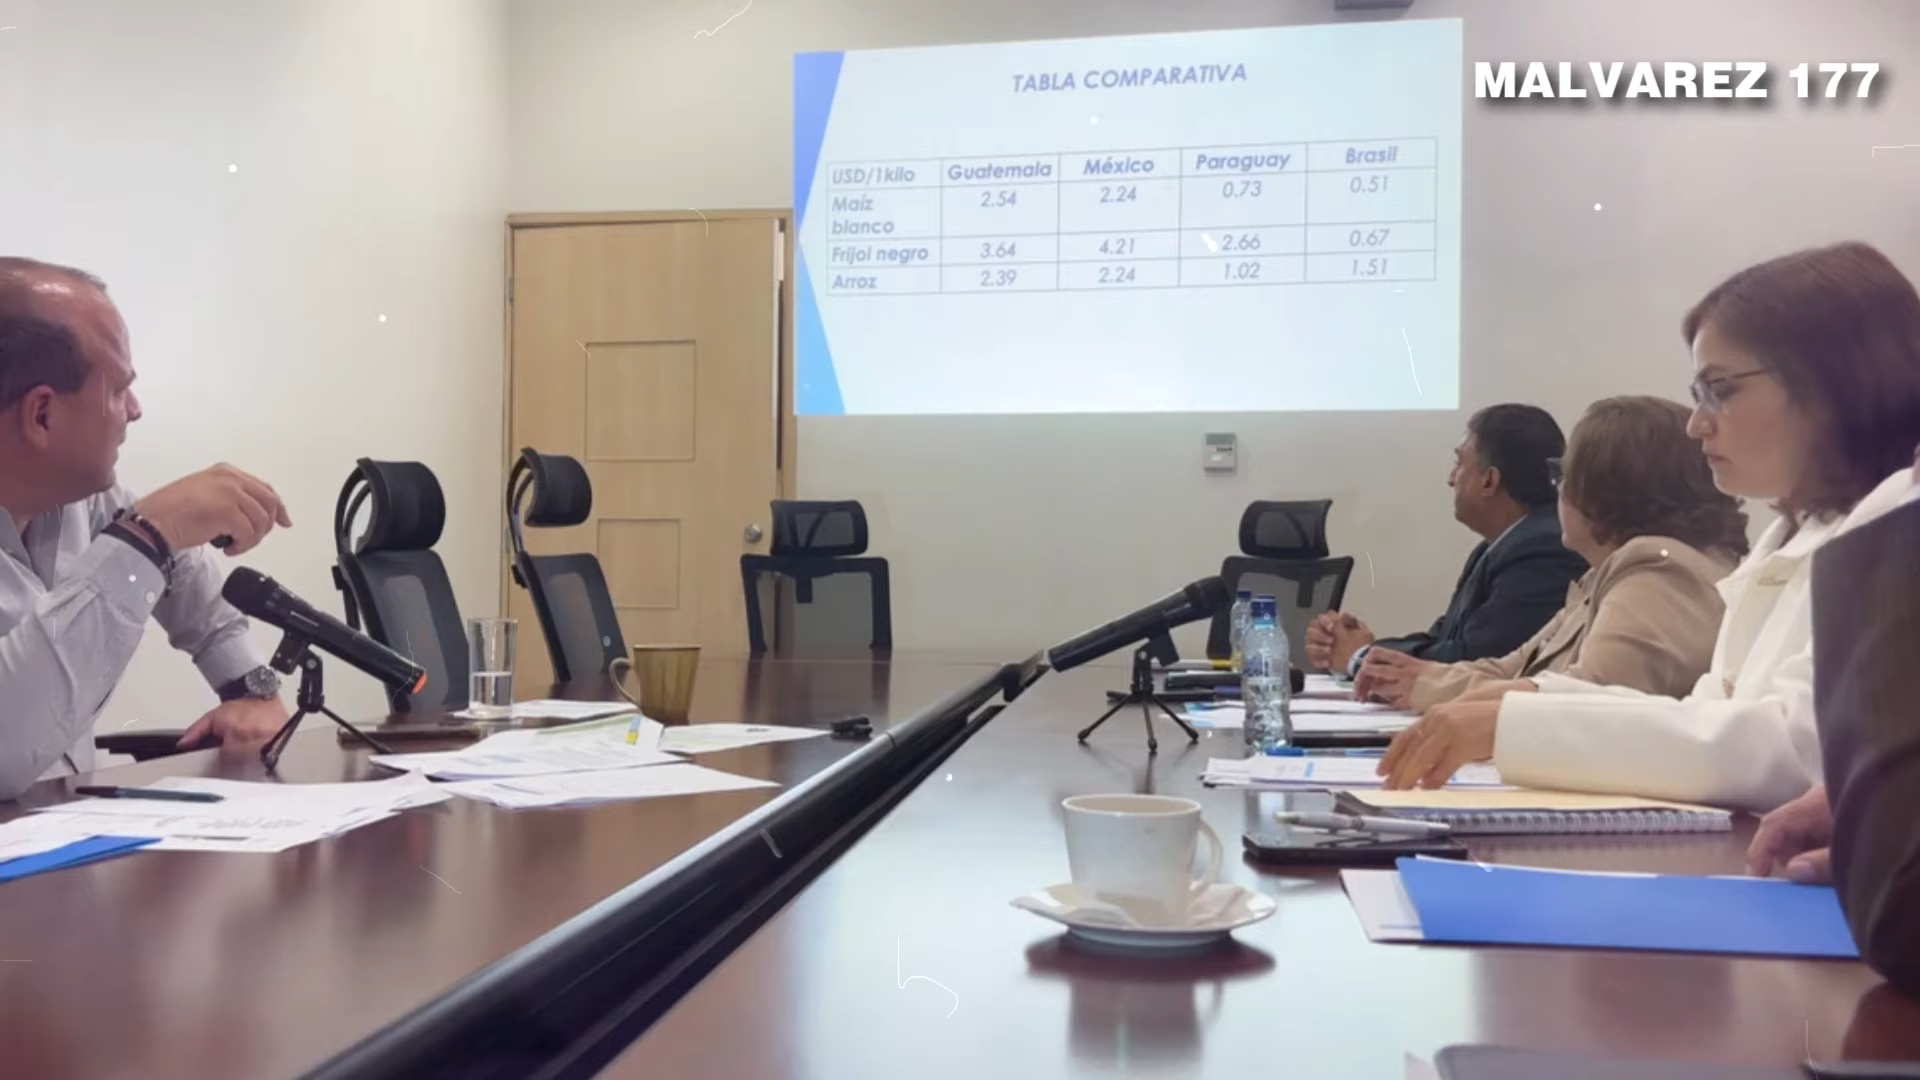 MALVAREZ 177
TABLA COMPARATIVA
USD/1kilo Guatemala México Paraguay Brasil
Maíz blanco 2.54 2.24 0.73 0.51
Frijol negro 3.64 4.21 2.66 0.67
Arroz 2.39 2.24 1.02 1.51